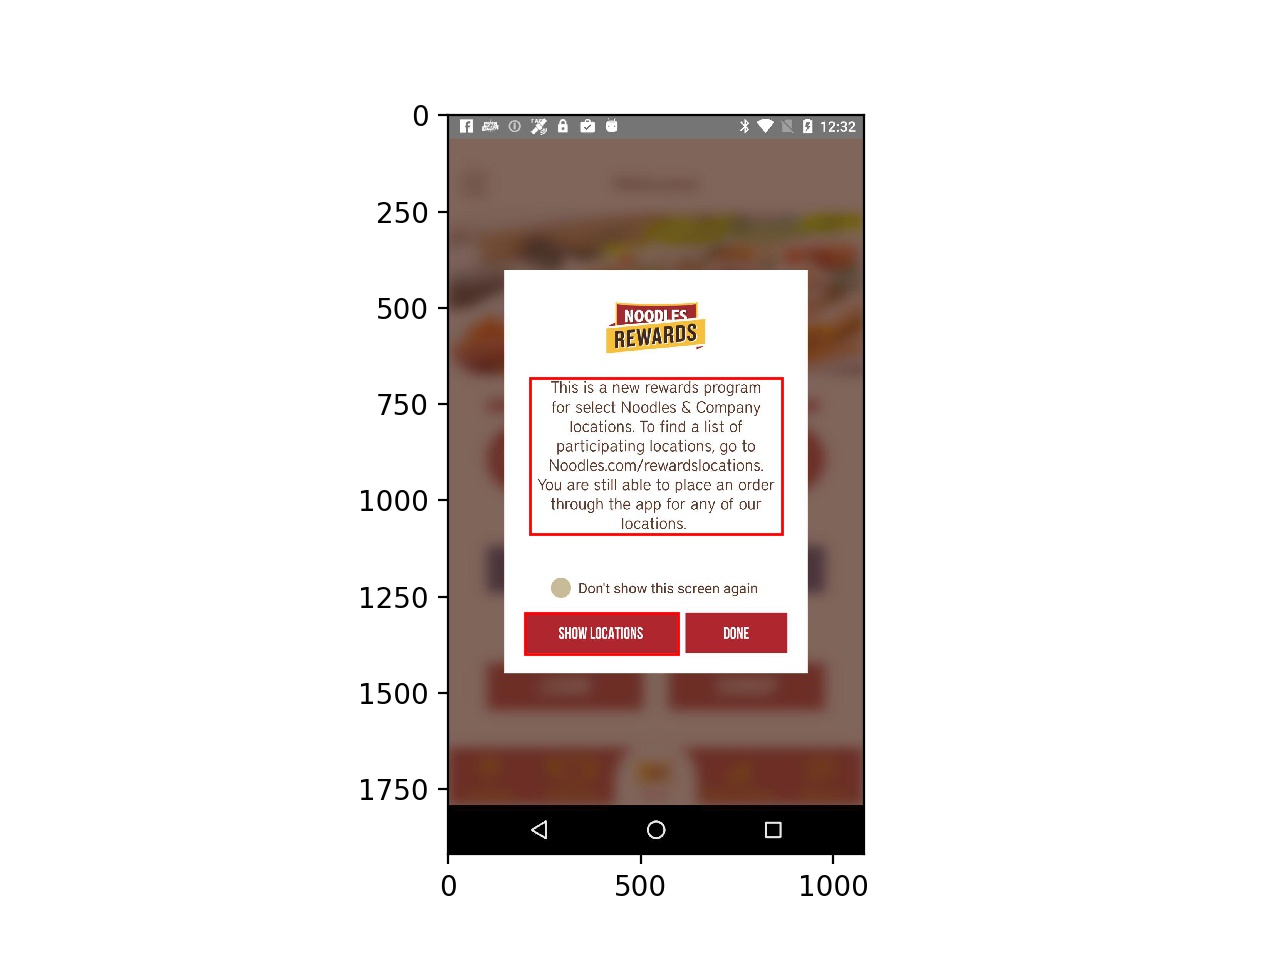 0
250
500
750
1000
1250
1500
1750
12:32
NOODLES
REWARDS
This is a new rewards program
for select Noodles & Company
locations. To find a list of
participating locations, go to
Noodles.com/rewardslocations.
You are still able to place an order
through the app for any of our
locations.
Don't show this screen again
SHOW LOCATIONS
DONE
0
500
1000